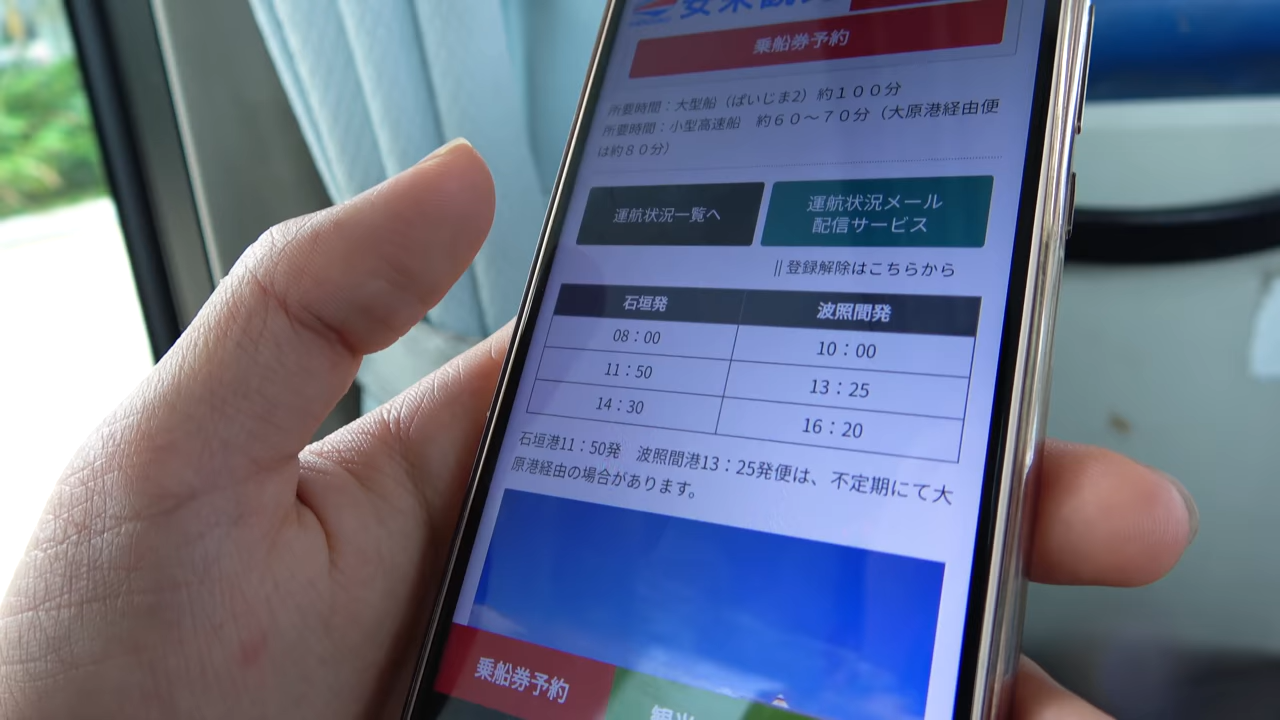 乗船券予約
所要時間：大型船（ぱいじま2）約１００分
所要時間：小型高速船　約６０～７０分（大原港経由便
は約８０分）
運航状況一覧へ
運航状況メール
配信サービス
|| 登録解除はこちらから
石垣発 波照間発
08：00 10：00
11：50 13：25
14：30 16：20
石垣港11：50発　波照間港13：25発便は、不定期にて大
原港経由の場合があります。
乗船券予約
観光